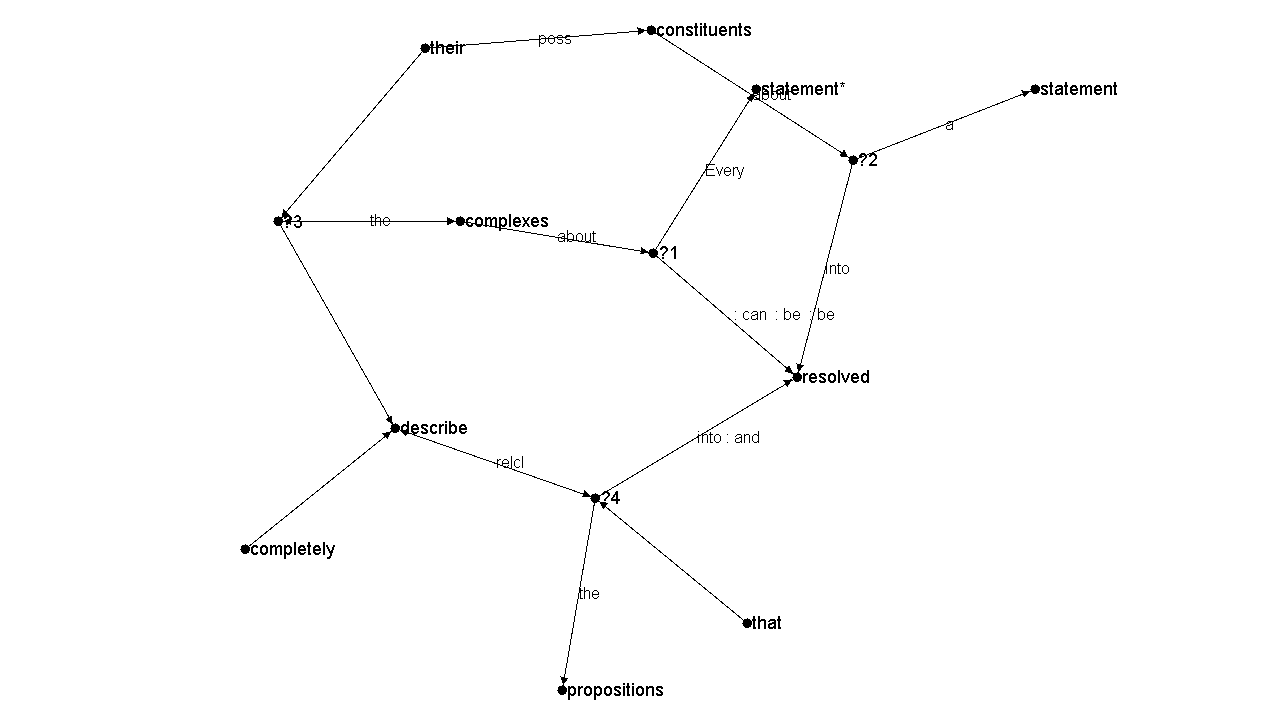 constituents
their
poss
statement*
about
statement
a
?2
Every
?3
the
complexes
about
?1
into
: can : be : be
resolved
describe
into : and
relcl
?4
completely
the
that
propositions